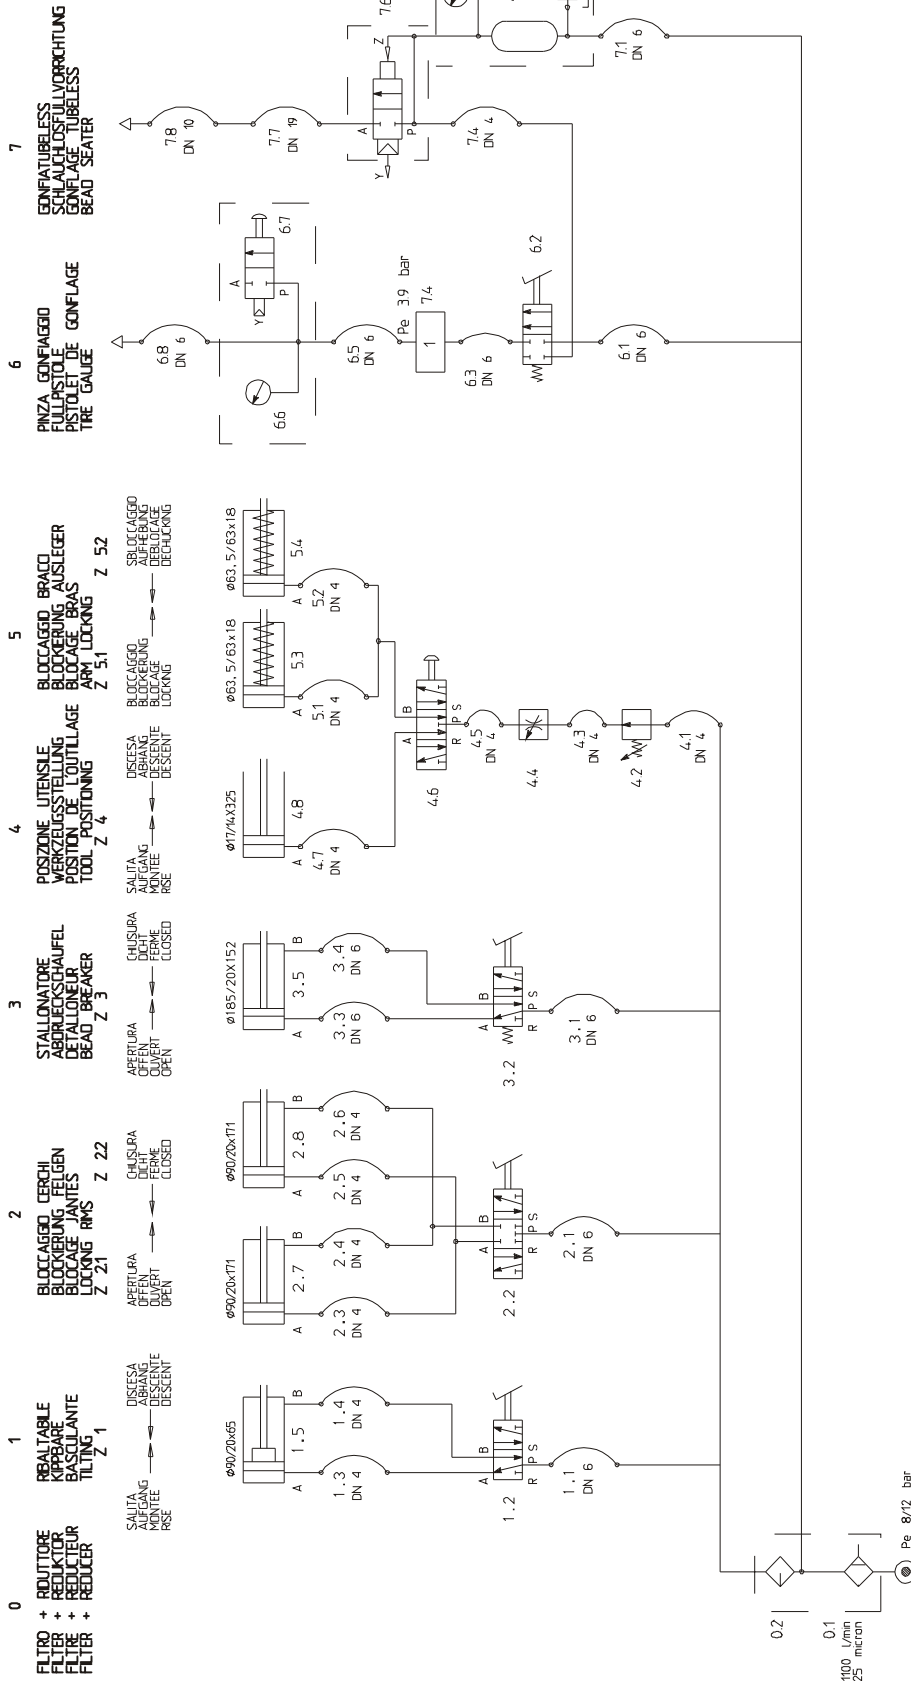 0
FILTRO + RIDUTTORE
FILTER + REDUKTOR
FILTRE + REDUCTEUR
FILTER + REDUCER
1
RIBALTABILE
KIPPBARE
BASCULANTE
TILTING
Z 1
SALITA
AUFGANG
MONTEE
RISE
DISCESA
ABHANG
DESCENTE
DESCENT
2
BLOCCAGGIO CERCHI
BLOCKIERUNG FELGEN
BLOCAGE JANTES
LOCKING RIMS
Z 2.1
Z 2.2
APERTURA
OFFEN
OUVERT
OPEN
CHIUSURA
DICHT
FERME
CLOSED
3
STALLONATORE
ABDRUECKSCHAUFEL
DETALLONEUR
BEAD BREAKER
Z 3
APERTURA
OFFEN
OUVERT
OPEN
CHIUSURA
DICHT
FERME
CLOSED
4
POSIZIONE UTENSILE
WERKZEUGSSTELLUNG
POSITION DE L'OUTILLAGE
TOOL POSITIONING
Z 4
SALITA
AUFGANG
MONTEE
RISE
DISCESA
ABHANG
DESCENTE
DESCENT
5
BLOCCAGGIO BRACCI
BLOCKIERUNG AUSLEGER
BLOCAGE BRAS
ARM LOCKING
Z 5.1
Z 5.2
BLOCCAGGIO
BLOCKIERUNG
BLOCAGE
LOCKING
SBLOCCAGGIO
AUFHEBUNG
DEBLOCAGE
DECHUCKING
6
PINZA GONFIAGGIO
FULLPISTOLE
PISTOLET DE GONFLAGE
TIRE GAUGE
7
GONFIATUBELESS
SCHLAUCHLOSFULLVORRICHTUNG
GONFLAGE TUBELESS
BEAD SEATER
Ø90/20x65
A
1.5
B
1.3
DN 4
1.4
DN 4
A
B
1.2
R
P
S
1.1
DN 6
Ø90/20x171
A
2.7
B
2.3
DN 4
2.4
DN 4
Ø90/20x171
A
2.8
B
2.5
DN 4
2.6
DN 4
A
B
2.2
R
P
S
2.1
DN 6
Ø185/20X152
A
3.5
B
3.3
DN 6
3.4
DN 6
A
B
3.2
R
P
S
3.1
DN 6
Ø17/14X325
A
4.8
4.7
DN 4
A
B
4.6
R
P
S
4.5
DN 4
4.4
4.3
DN 4
4.2
4.1
DN 4
Ø63,5/63x18
A
5.3
5.1
DN 4
Ø63,5/63x18
A
5.4
5.2
DN 4
6.8
DN 6
A
6.7
Y
P
6.6
6.5
DN 6
Pe 3.9 bar
7.4
1
6.3
DN 6
6.2
6.1
DN 6
7.8
DN 10
7.7
DN 19
7.6
A
Z
Y
P
7.4
DN 4
7.1
DN 6
0.2
0.1
1100 l/min
25 micron
Pe 8/12 bar